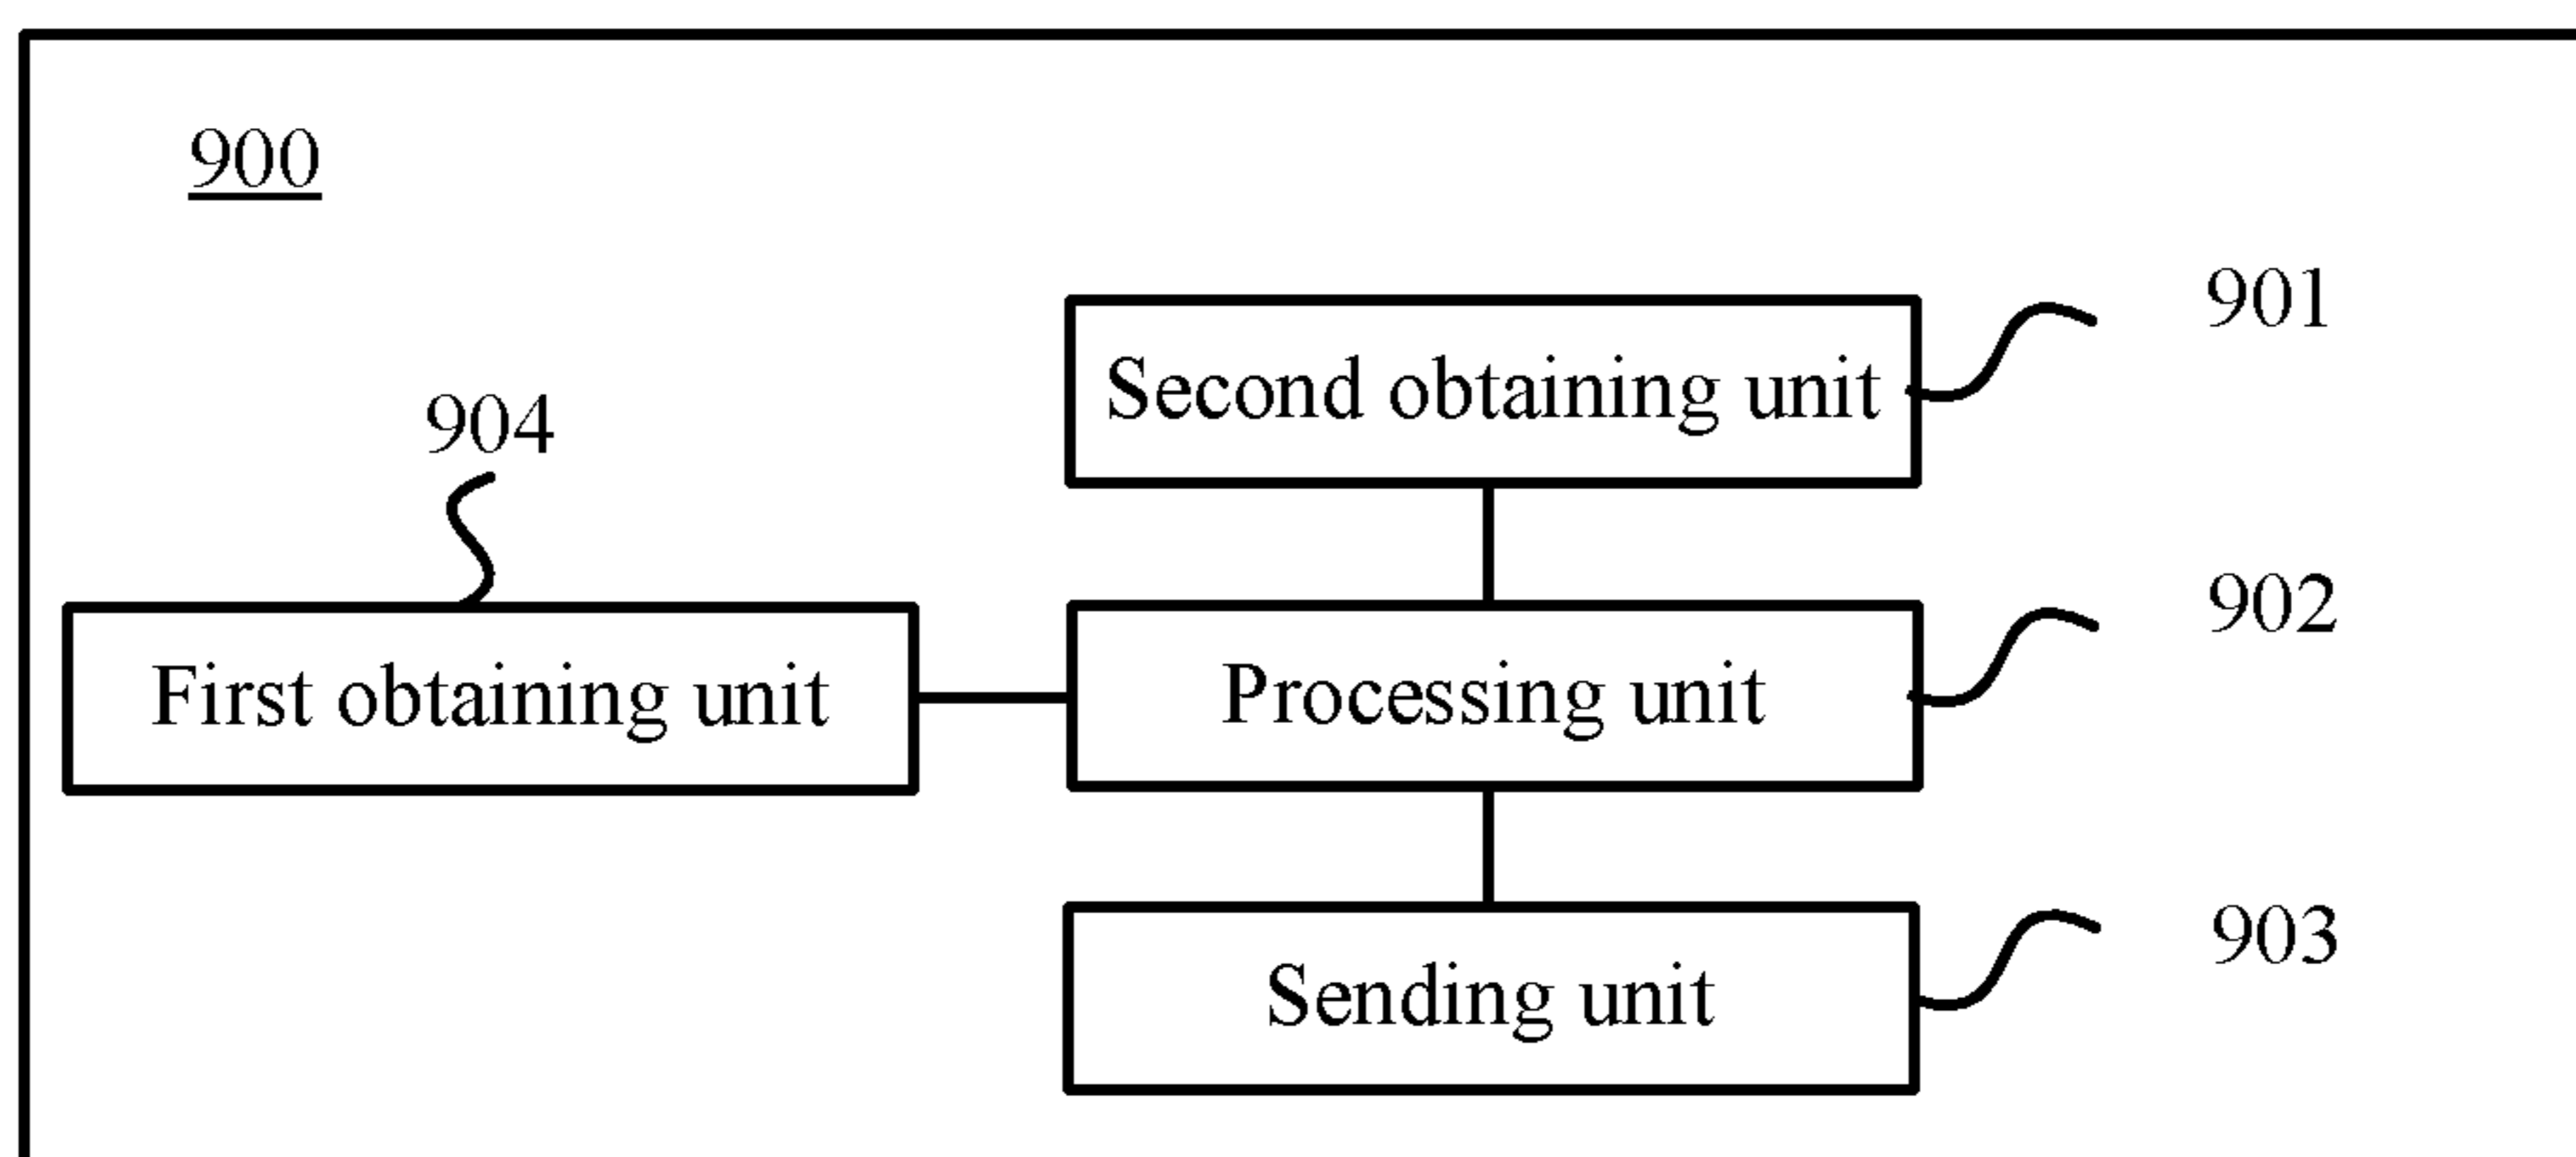 900
901
Second obtaining unit
904
902
First obtaining unit
Processing unit
903
Sending unit